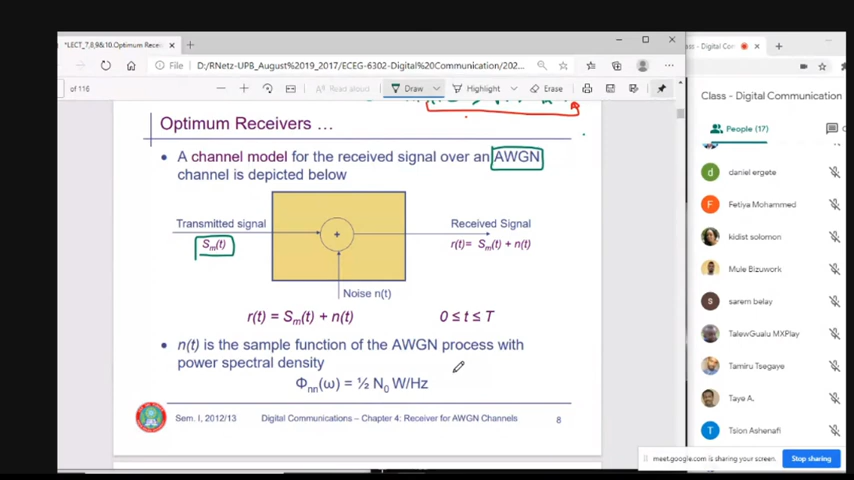 *LECT_7,8,9&10.Optimum Receiv
ass - Digital Com
File D:/RNetz-UPB_August%2019_2017/ECEG-6302-Digital%20Communication/202...
of 116
Read aloud
Draw
Highlight
Erase
Class - Digital Communication
People (17)
Optimum Receivers …
• A channel model for the received signal over an AWGN
channel is depicted below
Transmitted signal
Sm(t)
+
Received Signal
r(t)= Sm(t) + n(t)
Noise n(t)
r(t) = Sm(t) + n(t) 0 ≤ t ≤ T
• n(t) is the sample function of the AWGN process with
power spectral density
Φnn(ω) = ½ N0 W/Hz
Sem. I, 2012/13
Digital Communications – Chapter 4: Receiver for AWGN Channels
8
daniel ergete
Fetiya Mohammed
kidist solomon
Mule Bizuwork
sarem belay
TalewGualu MXPlay
Tamiru Tsegaye
Taye A.
Tsion Ashenafi
meet.google.com is sharing your screen.
Stop sharing